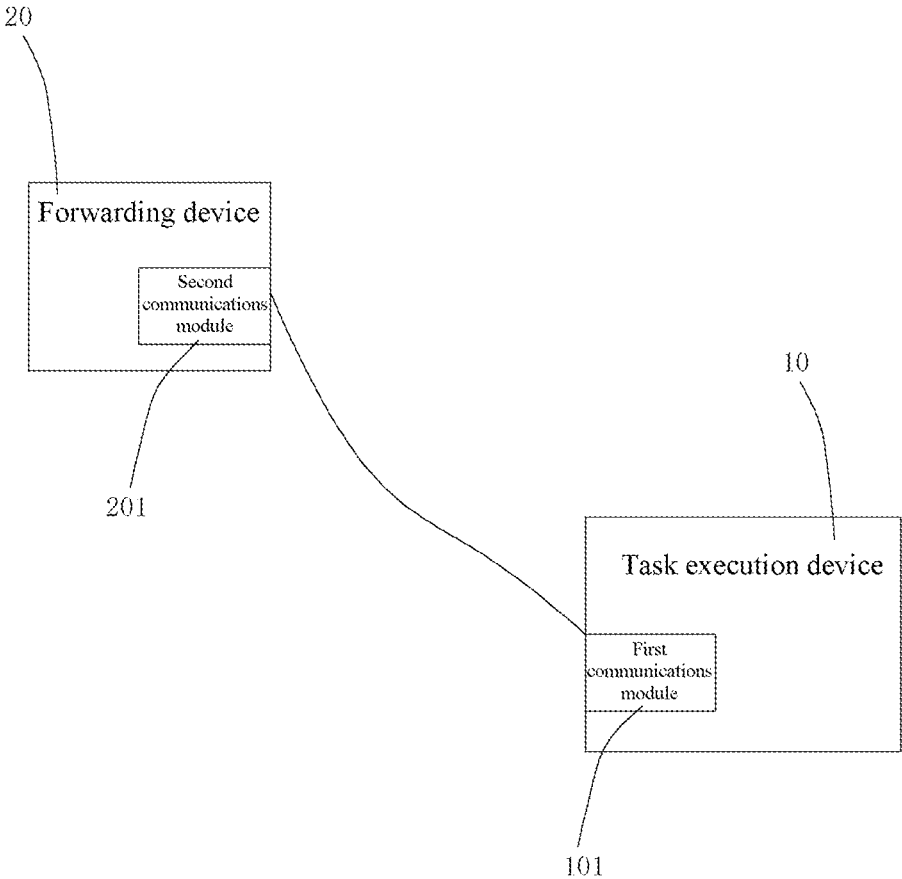 20
Forwarding device
Second
communications
module
201
10
Task execution device
First
communications
module
101